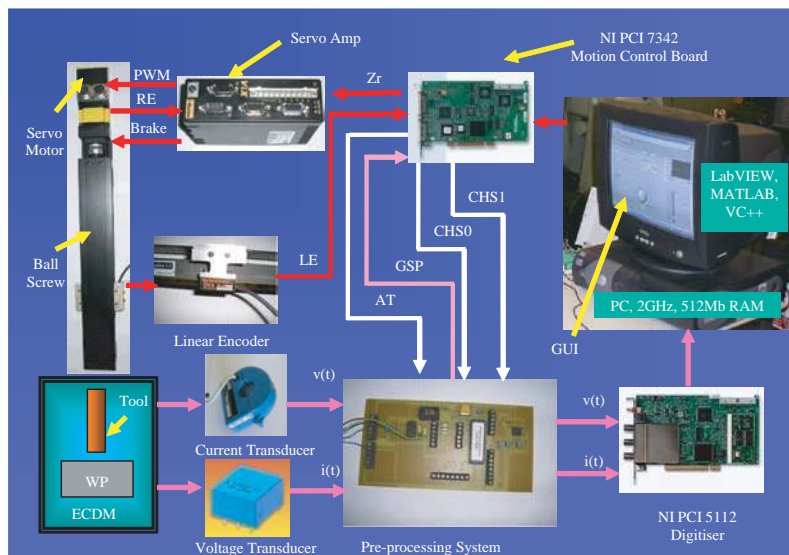 Servo Amp
NI PCI 7342
Motion Control Board
PWM
RE
Brake
Zr
Servo
Motor
LabVIEW,
MATLAB,
VC++
CHS1
CHS0
LE
GSP
AT
Ball
Screw
PC, 2GHz, 512Mb RAM
Linear Encoder
GUI
v(t)
v(t)
Tool
Current Transducer
WP
i(t)
i(t)
ECDM
Voltage Transducer
Pre-processing System
NI PCI 5112
Digitiser